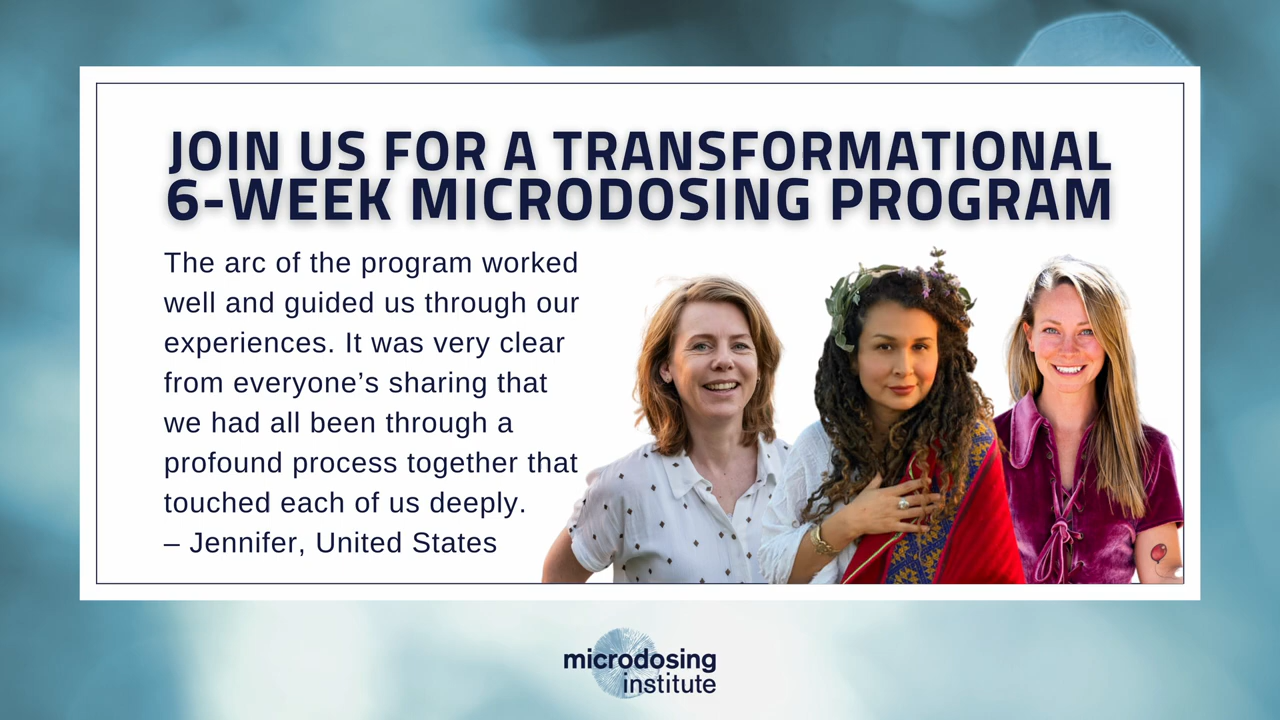 JOIN US FOR A TRANSFORMATIONAL
6-WEEK MICRODOSING PROGRAM
The arc of the program worked
well and guided us through our
experiences. It was very clear
from everyone’s sharing that
we had all been through a
profound process together that
touched each of us deeply.
– Jennifer, United States
microdosing
institute